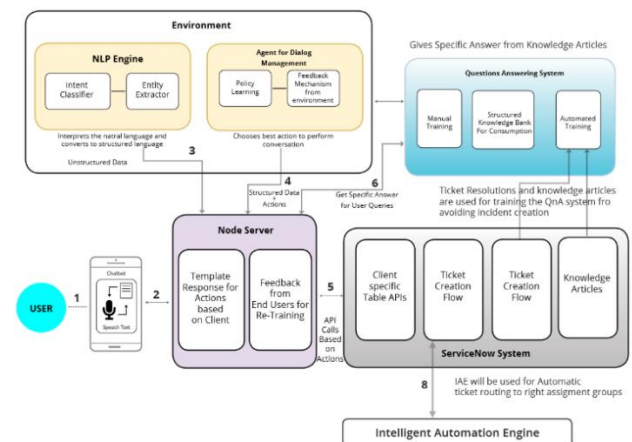 Environment
NLP Engine
Intent
Classifier
Entity
Extractor
Agent for Dialog
Management
Policy
Learning
Feedback
Mechanism
from
environment
Interprets the natral language and
converts to structured language.
Chooses best action to perform
conversation
Unstructured Data
3
4
Structured Data
+
Actions
Gives Specific Answer from Knowledge Articles
Questions Answering System
Manual
Training
Structured
Knowledge Bank
For Consumption
Automated
Training
6
Get Specific Answer
for User Queries
Ticket Resolutions and knowledge articles
are used for training the QnA system fro
avoiding incident creation
USER
1
Chatbot
Speech Text
2
Node Server
Template
Response for
Actions
based
on Client
Feedback
from
End Users for
Re-Training
5
API
Calls
Based
on
Actions
Client
specific
Table APIs
Ticket
Creation
Flow
Ticket
Creation
Flow
Knowledge
Articles
ServiceNow System
8
IAE will be used for Automatic
ticket routing to right assigment groups
Intelligent Automation Engine